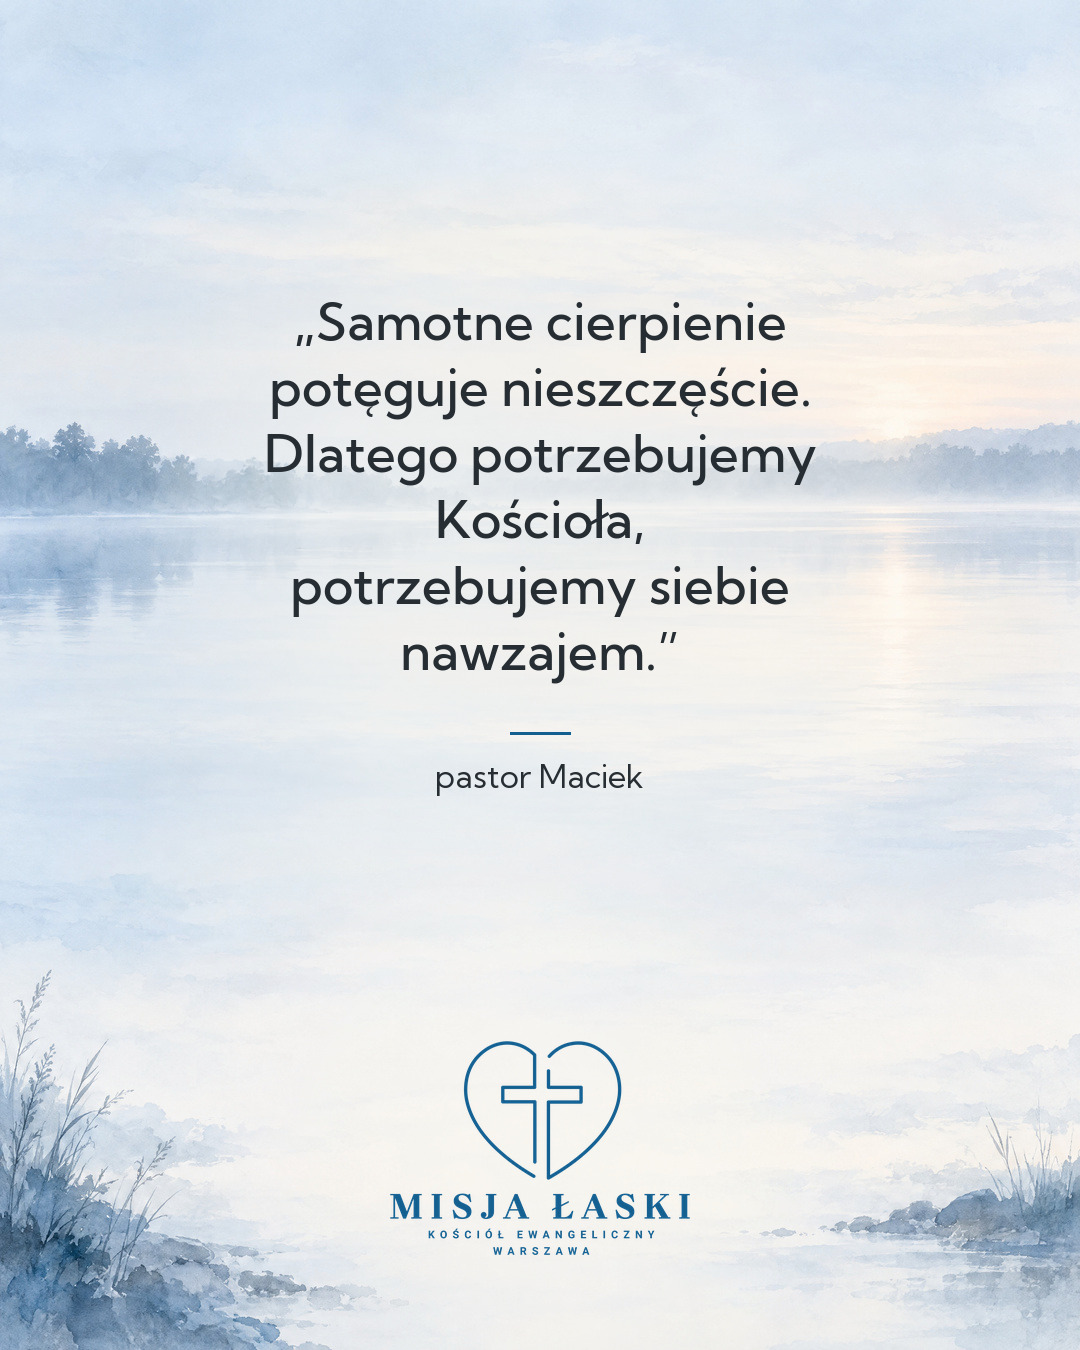 „Samotne cierpienie
potęguje nieszczęście.
Dlatego potrzebujemy
Kościoła,
potrzebujemy siebie
nawzajem.”
pastor Maciek
MISJA ŁASKI
KOŚCIÓŁ EWANGELICZNY
WARSZAWA